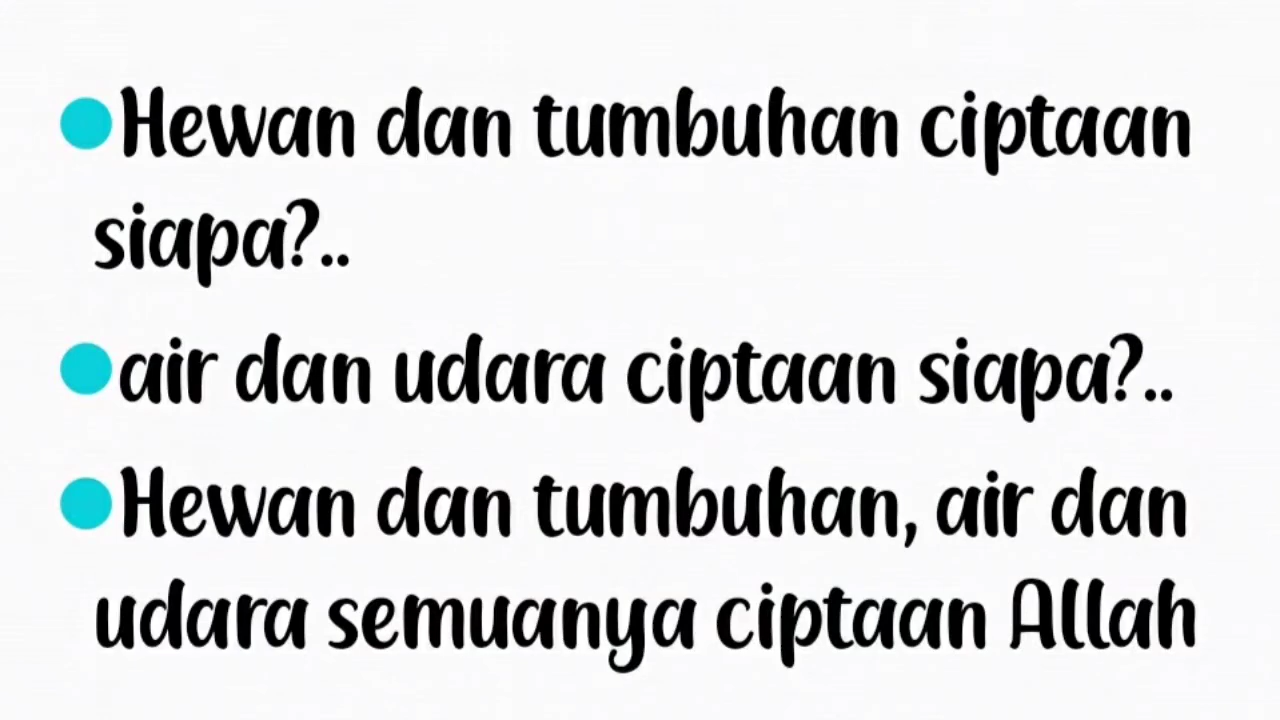 ●Hewan dan tumbuhan ciptaan
siapa?..
●air dan udara ciptaan siapa?..
●Hewan dan tumbuhan, air dan
udara semuanya ciptaan Allah